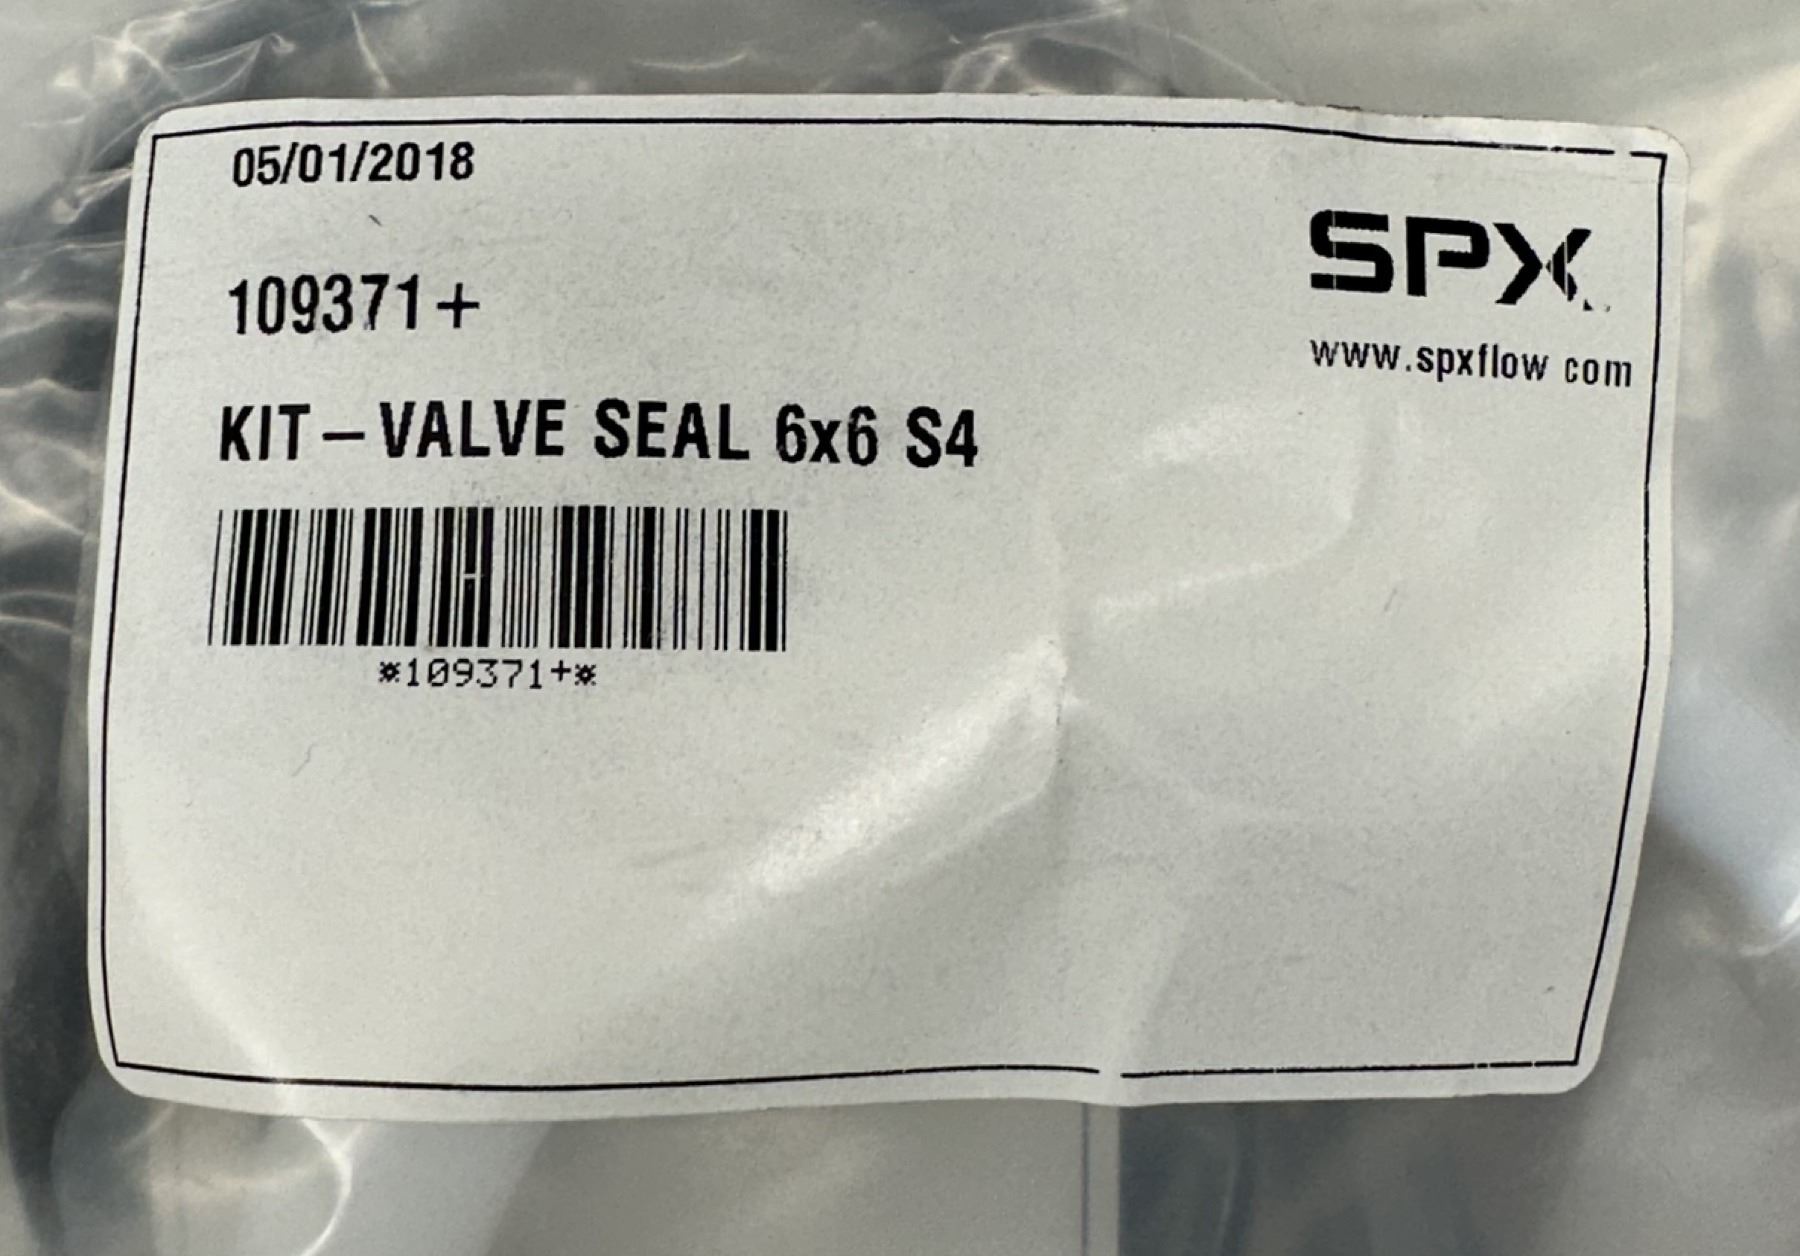 05/01/2018
SPX
109371+
www.spxflow com
KIT-VALVE SEAL 6x6 S4
*109371+*